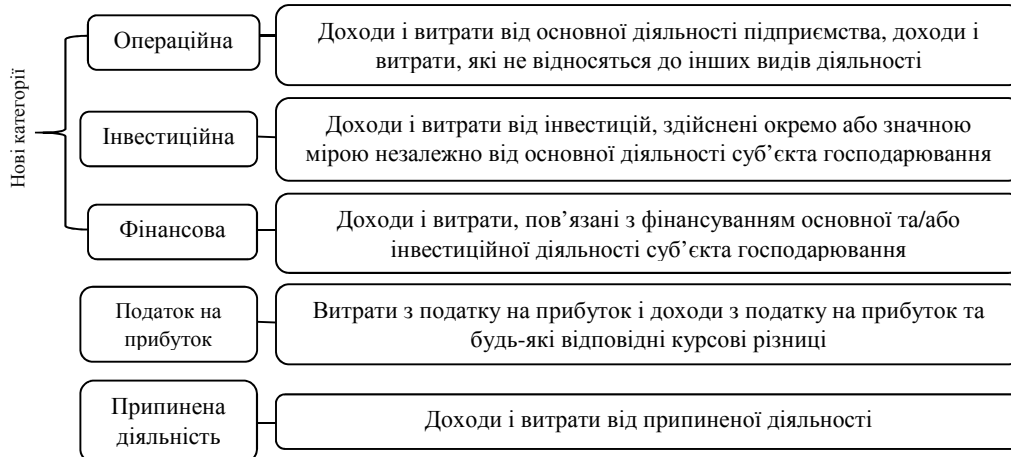 Нові категорії
Операційна
Доходи і витрати від основної діяльності підприємства, доходи і
витрати, які не відносяться до інших видів діяльності
Інвестиційна
Доходи і витрати від інвестицій, здійснені окремо або значною
мірою незалежно від основної діяльності суб’єкта господарювання
Фінансова
Доходи і витрати, пов’язані з фінансуванням основної та/або
інвестиційної діяльності суб’єкта господарювання
Податок на
прибуток
Витрати з податку на прибуток і доходи з податку на прибуток та
будь-які відповідні курсові різниці
Припинена
діяльність
Доходи і витрати від припиненої діяльності